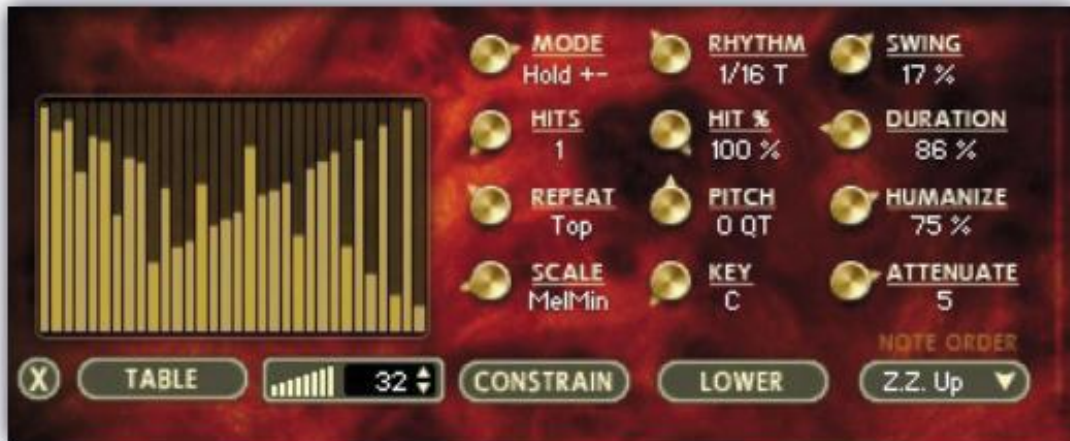 MODE RHYTHM SWING
Hold +- 1/16 T 17 %
HITS HIT % DURATION
1 100 % 86 %
REPEAT PITCH HUMANIZE
Top 0 QT 75 %
SCALE KEY ATTENUATE
MelMin C 5
NOTE ORDER
X TABLE 32 CONSTRAIN LOWER Z.Z. Up